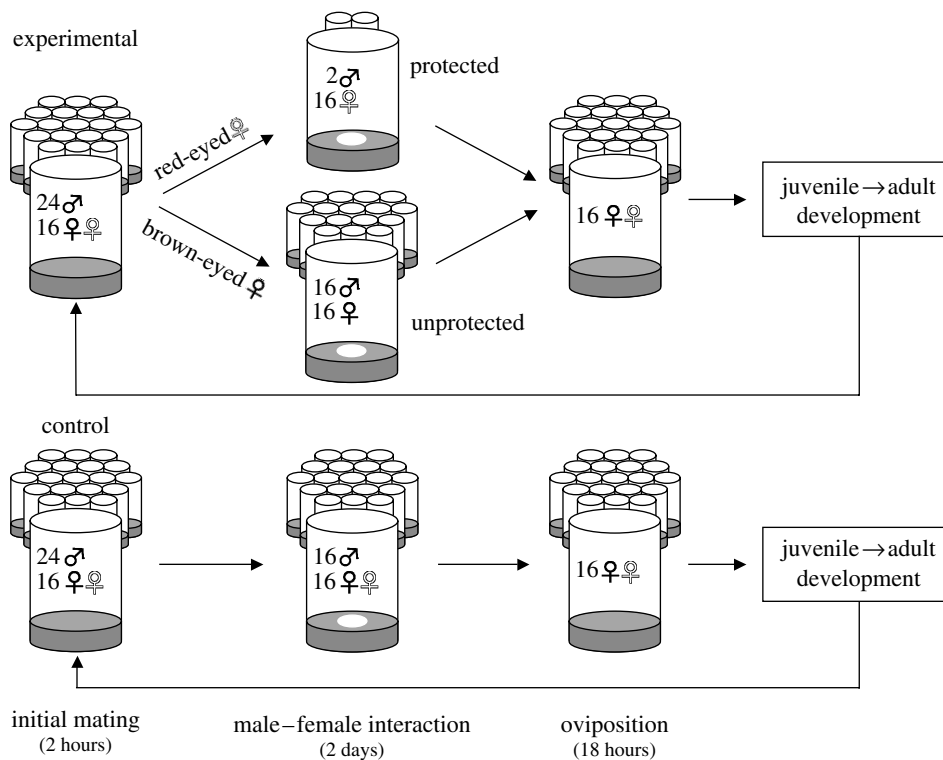 experimental
24♂
16♀♀
red-eyed♀
brown-eyed♀
2♂
16♀
protected
16♂
16♀
unprotected
16♀♀
juvenile→adult
development
control
24♂
16♀♀
16♂
16♀♀
16♀♀
juvenile→adult
development
initial mating
(2 hours)
male–female interaction
(2 days)
oviposition
(18 hours)